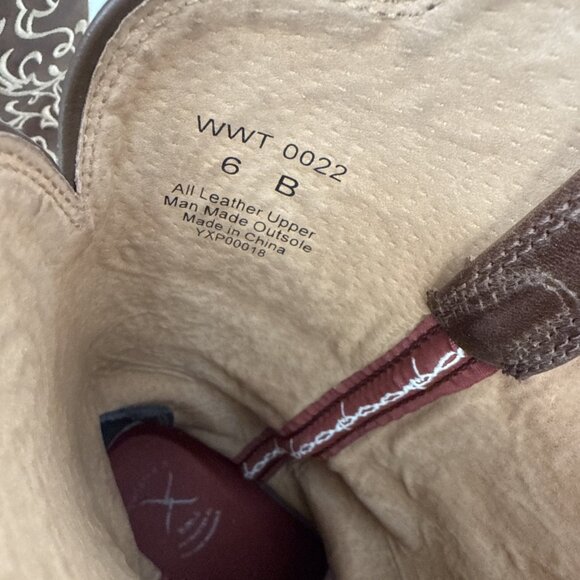 WWT 0022
6 B
All Leather Upper
Man Made Outsole
Made in China
YXP00018
X